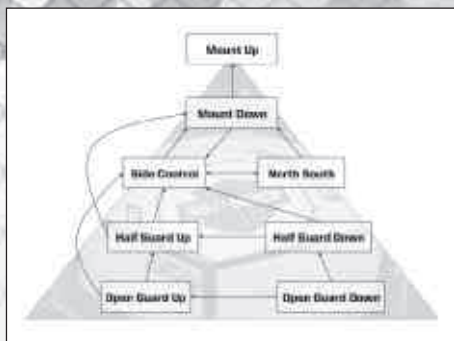 Mount Up
Mount Down
Side Control
North South
Half Guard Up
Half Guard Down
Open Guard Up
Open Guard Down